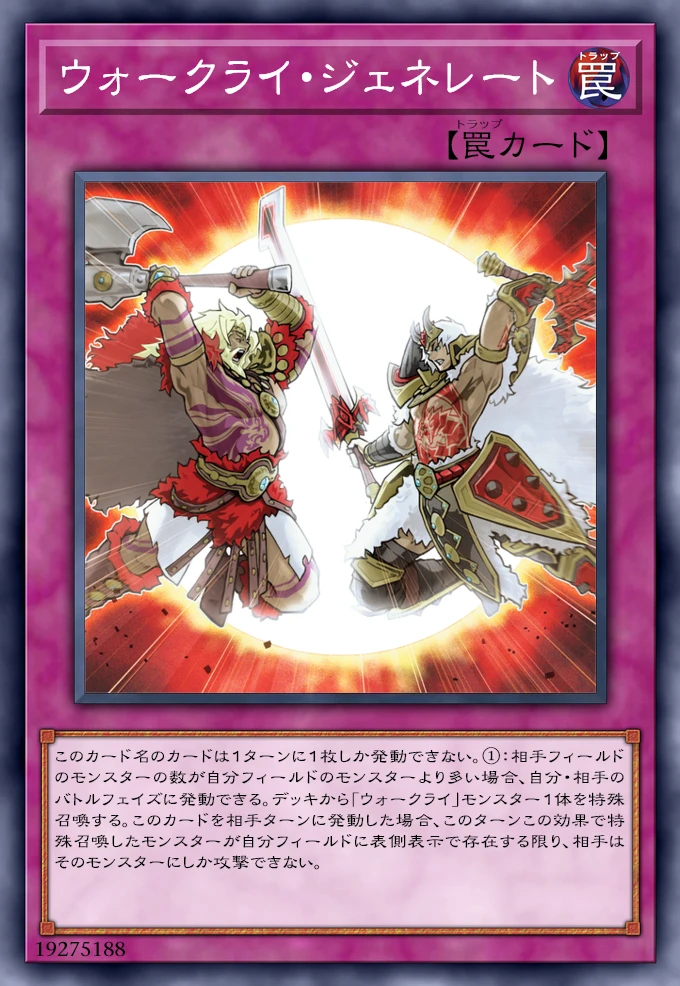 ウォークライ・ジェネレート
トラップ
罠
トラップ
【罠カード】
このカード名のカードは1ターンに1枚しか発動できない。①:相手フィールド
のモンスターの数が自分フィールドのモンスターより多い場合、自分・相手の
バトルフェイズに発動できる。デッキから「ウォークライ」モンスター1体を特殊
召喚する。このカードを相手ターンに発動した場合、このターンこの効果で特
殊召喚したモンスターが自分フィールドに表側表示で存在する限り、相手は
そのモンスターにしか攻撃できない。
19275188